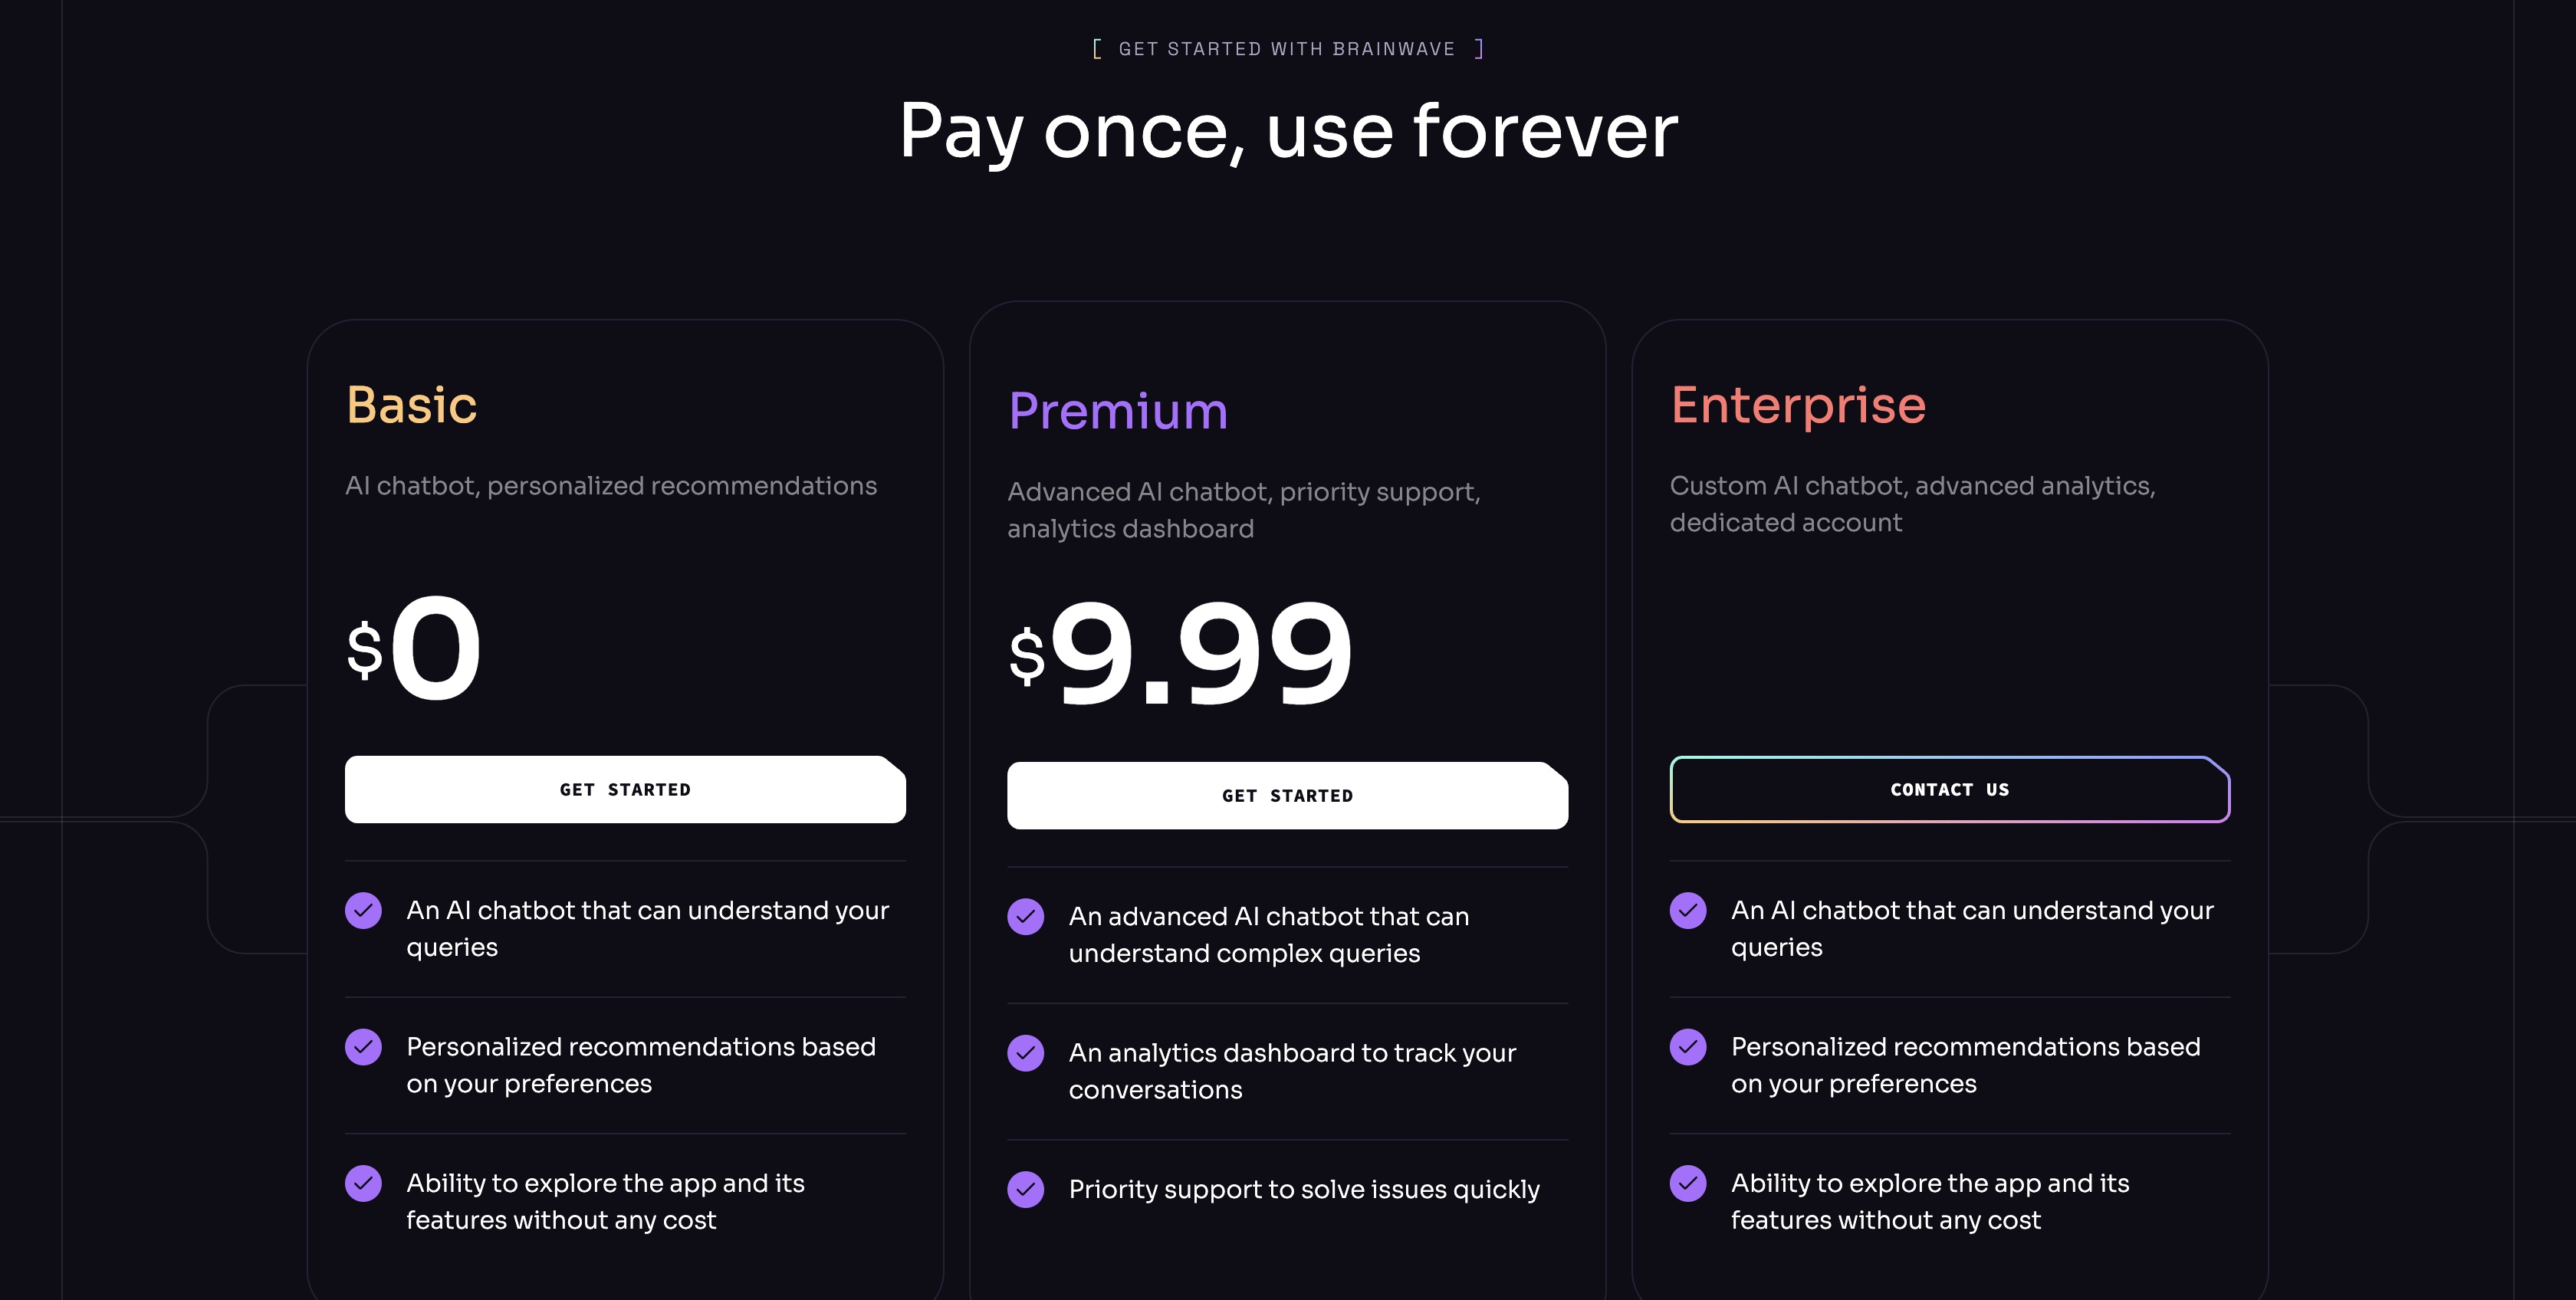 [ GET STARTED WITH BRAINWAVE ]
Pay once, use forever
Basic
AI chatbot, personalized recommendations
$0
GET STARTED
An AI chatbot that can understand your
queries
Personalized recommendations based
on your preferences
Ability to explore the app and its
features without any cost
Premium
Advanced AI chatbot, priority support,
analytics dashboard
$9.99
GET STARTED
An advanced AI chatbot that can
understand complex queries
An analytics dashboard to track your
conversations
Priority support to solve issues quickly
Enterprise
Custom AI chatbot, advanced analytics,
dedicated account
CONTACT US
An AI chatbot that can understand your
queries
Personalized recommendations based
on your preferences
Ability to explore the app and its
features without any cost